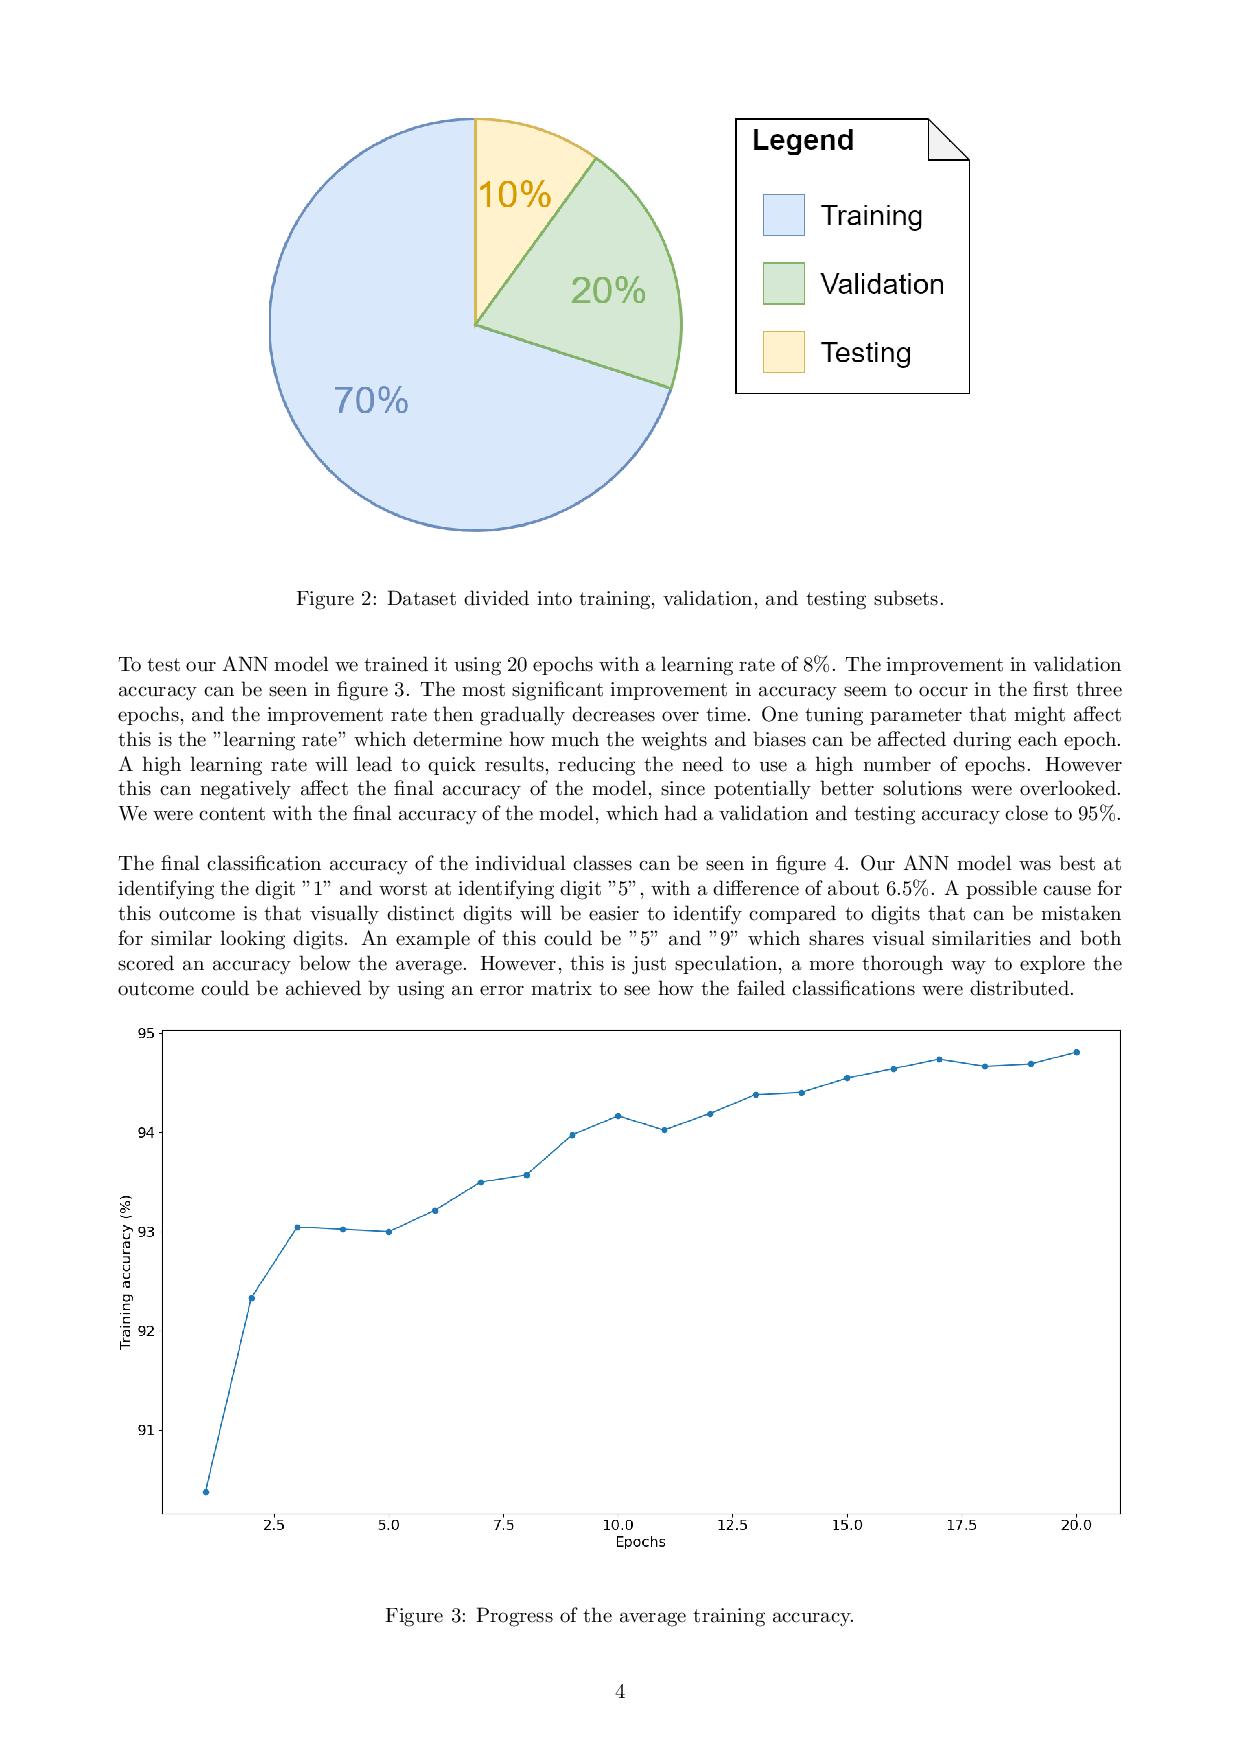 Legend
Training
Validation
Testing
10%
20%
70%
Figure 2: Dataset divided into training, validation, and testing subsets.
To test our ANN model we trained it using 20 epochs with a learning rate of 8%. The improvement in validation
accuracy can be seen in figure 3. The most significant improvement in accuracy seem to occur in the first three
epochs, and the improvement rate then gradually decreases over time. One tuning parameter that might affect
this is the ”learning rate” which determine how much the weights and biases can be affected during each epoch.
A high learning rate will lead to quick results, reducing the need to use a high number of epochs. However
this can negatively affect the final accuracy of the model, since potentially better solutions were overlooked.
We were content with the final accuracy of the model, which had a validation and testing accuracy close to 95%.
The final classification accuracy of the individual classes can be seen in figure 4. Our ANN model was best at
identifying the digit ”1” and worst at identifying digit ”5”, with a difference of about 6.5%. A possible cause for
this outcome is that visually distinct digits will be easier to identify compared to digits that can be mistaken
for similar looking digits. An example of this could be ”5” and ”9” which shares visual similarities and both
scored an accuracy below the average. However, this is just speculation, a more thorough way to explore the
outcome could be achieved by using an error matrix to see how the failed classifications were distributed.
95
94
93
92
91
Training accuracy (%)
2.5 5.0 7.5 10.0 12.5 15.0 17.5 20.0
Epochs
Figure 3: Progress of the average training accuracy.
4